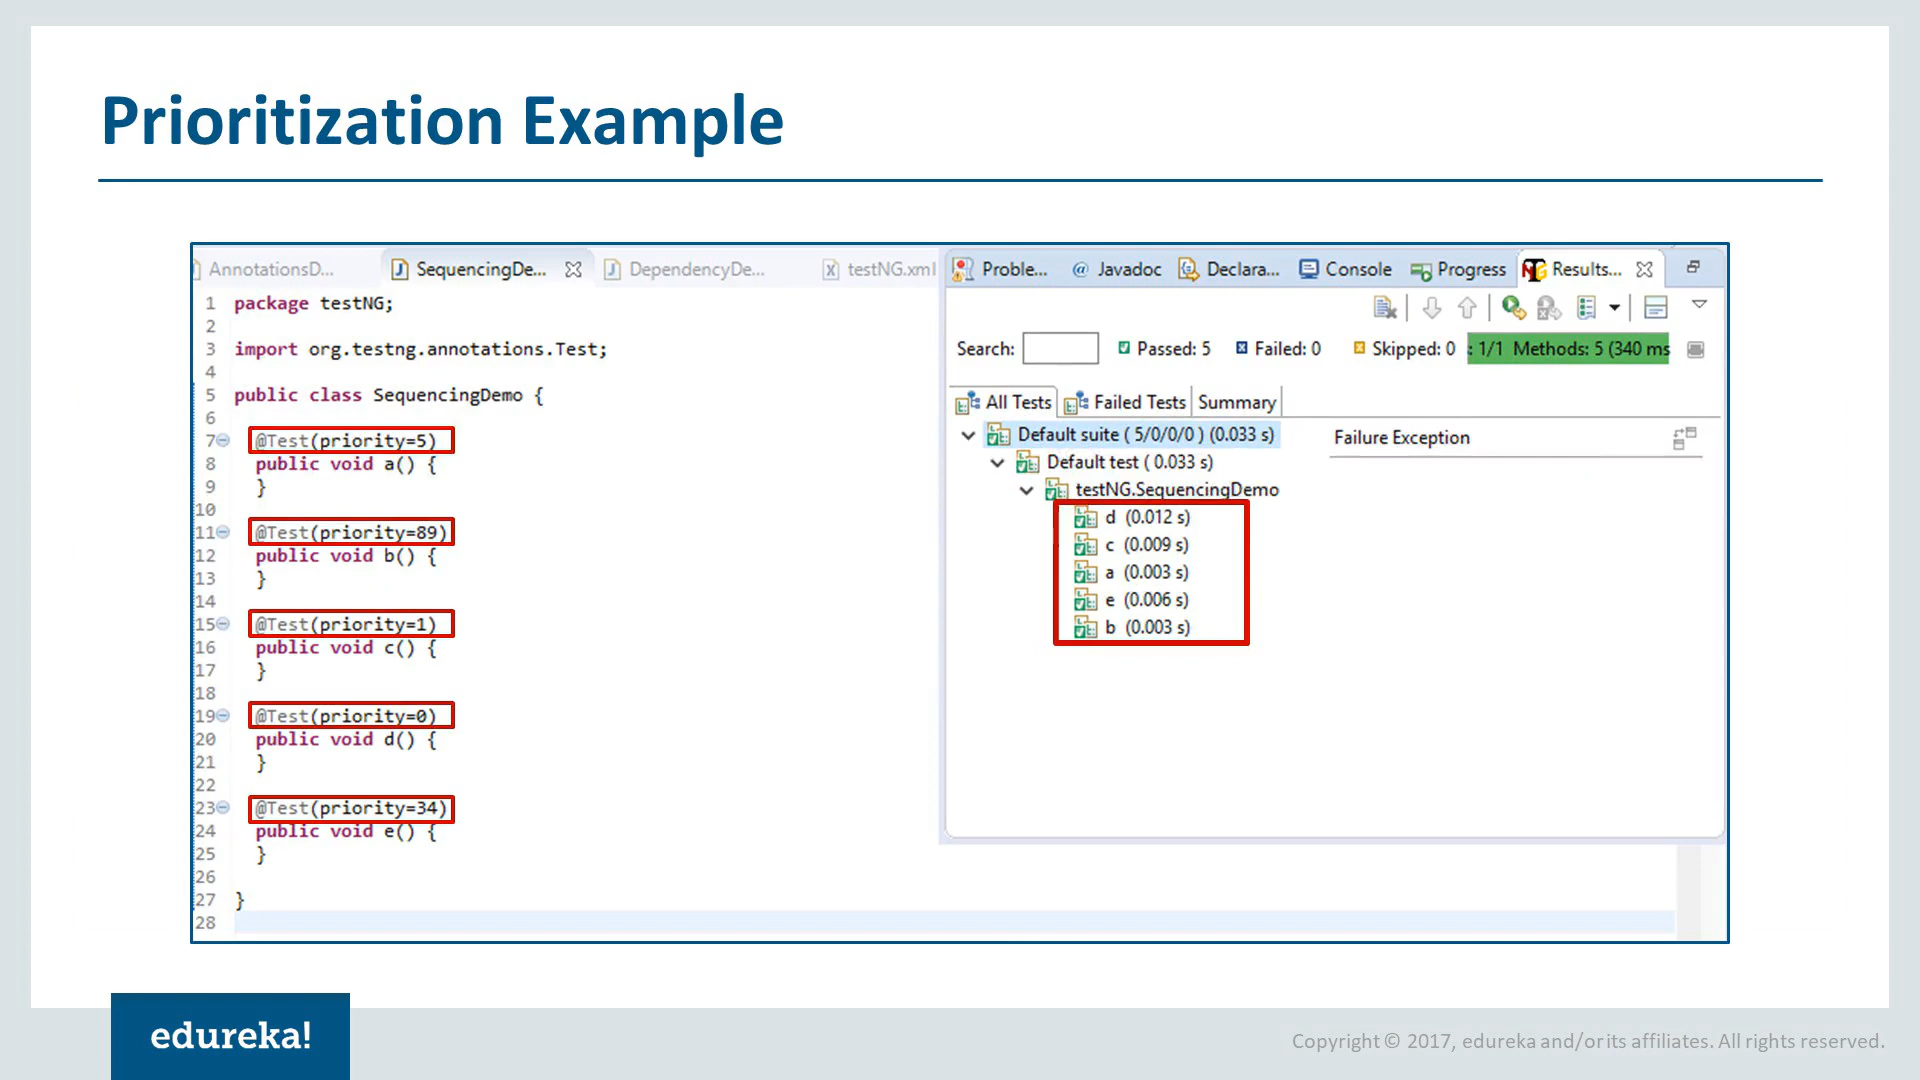 Prioritization Example
AnnotationsD...
SequencingDe...
DependencyDe...
testNG.xml
1 package testNG;
2
3 import org.testng.annotations.Test;
4
5 public class SequencingDemo {
6
7 @Test(priority=5)
8 public void a() {
9 }
10
11 @Test(priority=89)
12 public void b() {
13 }
14
15 @Test(priority=1)
16 public void c() {
17 }
18
19 @Test(priority=0)
20 public void d() {
21 }
22
23 @Test(priority=34)
24 public void e() {
25 }
26
27 }
28
Proble...
@ Javadoc
Declara...
Console
Progress
Results...
Search:
Passed: 5
Failed: 0
Skipped: 0
: 1/1 Methods: 5 (340 ms
All Tests
Failed Tests
Summary
Default suite ( 5/0/0/0 ) (0.033 s)
Failure Exception
Default test ( 0.033 s)
testNG.SequencingDemo
d (0.012 s)
c (0.009 s)
a (0.003 s)
e (0.006 s)
b (0.003 s)
edureka!
Copyright © 2017, edureka and/or its affiliates. All rights reserved.